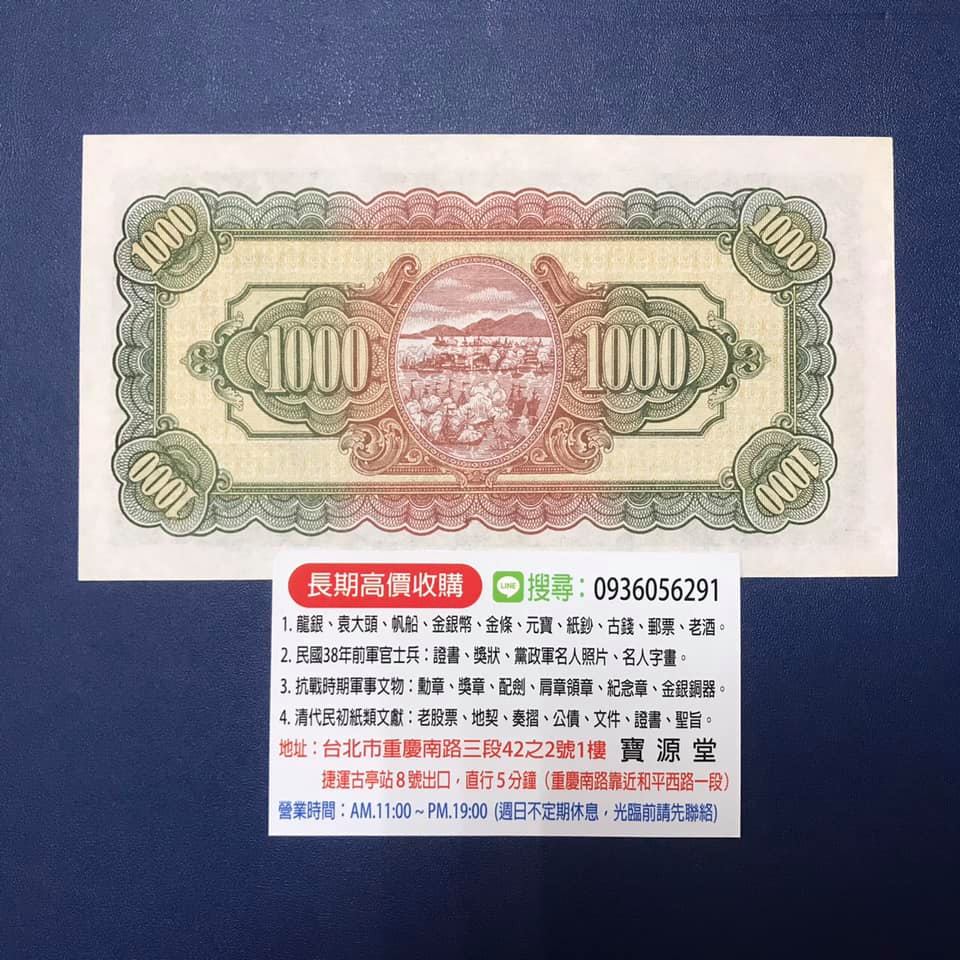 1000 1000
1000 1000
1000 1000
長期高價收購 LINE 搜尋：0936056291
1. 龍銀、袁大頭、帆船、金銀幣、金條、元寶、紙鈔、古錢、郵票、老酒。
2. 民國38年前軍官士兵：證書、獎狀、黨政軍名人照片、名人字畫。
3. 抗戰時期軍事文物：勳章、獎章、配劍、肩章領章、紀念章、金銀銅器。
4. 清代民初紙類文獻：老股票、地契、奏摺、公債、文件、證書、聖旨。
地址：台北市重慶南路三段42之2號1樓 寶源堂
捷運古亭站8號出口，直行5分鐘（重慶南路靠近和平西路一段）
營業時間：AM.11:00 ~ PM.19:00 (週日不定期休息，光臨前請先聯絡)